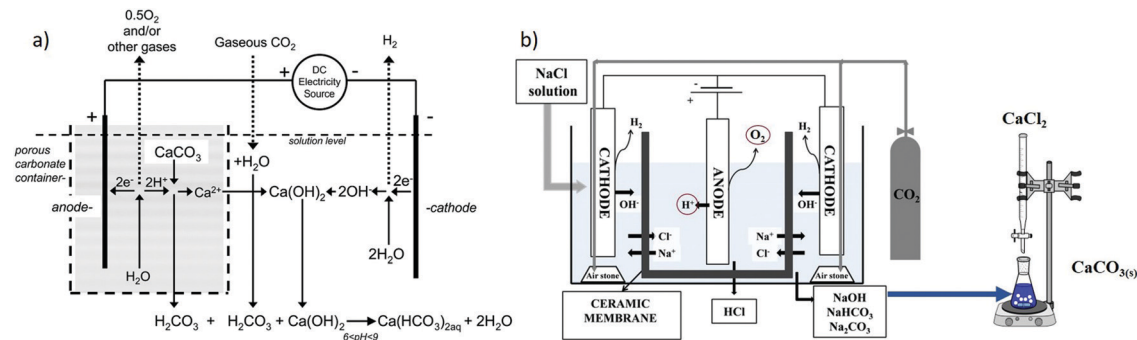 a)
0.5O₂
and/or
other gases
Gaseous CO₂
H₂
+ DC
Electricity
Source -
+
-
solution level
porous
carbonate
container-
CaCO₃
+H₂O
2e⁻ 2H⁺ Ca²⁺ Ca(OH)₂ 2OH⁻ 2e⁻
anode-
-cathode
H₂O
2H₂O
H₂CO₃ + H₂CO₃ + Ca(OH)₂ → Ca(HCO₃)₂aq + 2H₂O
6<pH<9
b)
NaCl
solution
-
+
H₂
O₂
H₂
CATHODE
ANODE
CATHODE
OH⁻
H⁺
OH⁻
Cl⁻
Na⁺
Na⁺
Cl⁻
Air stone
Air stone
CERAMIC
MEMBRANE
HCl
NaOH
NaHCO₃
Na₂CO₃
CO₂
CaCl₂
CaCO₃₍ₛ₎